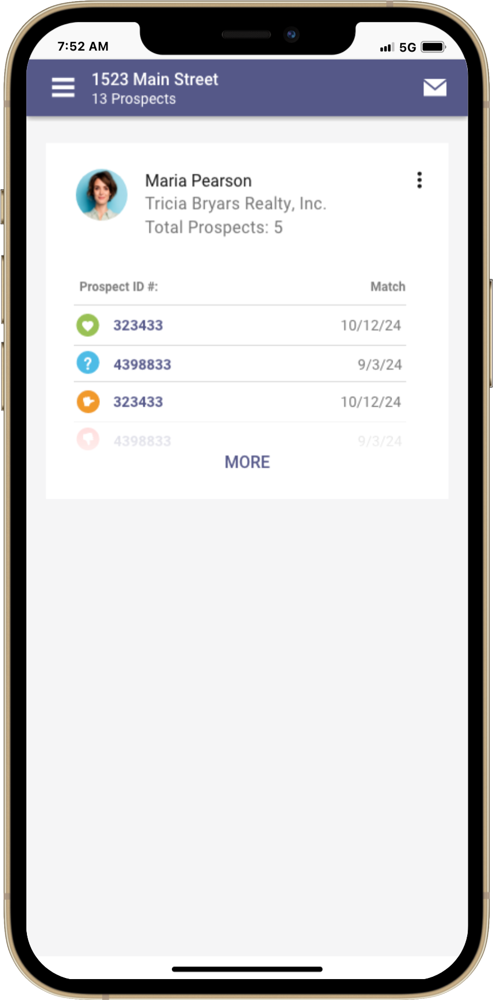 7:52 AM 5G
1523 Main Street
13 Prospects
Maria Pearson
Tricia Bryars Realty, Inc.
Total Prospects: 5
Prospect ID #: Match
323433 10/12/24
? 4398833 9/3/24
323433 10/12/24
4398833 9/3/24
MORE